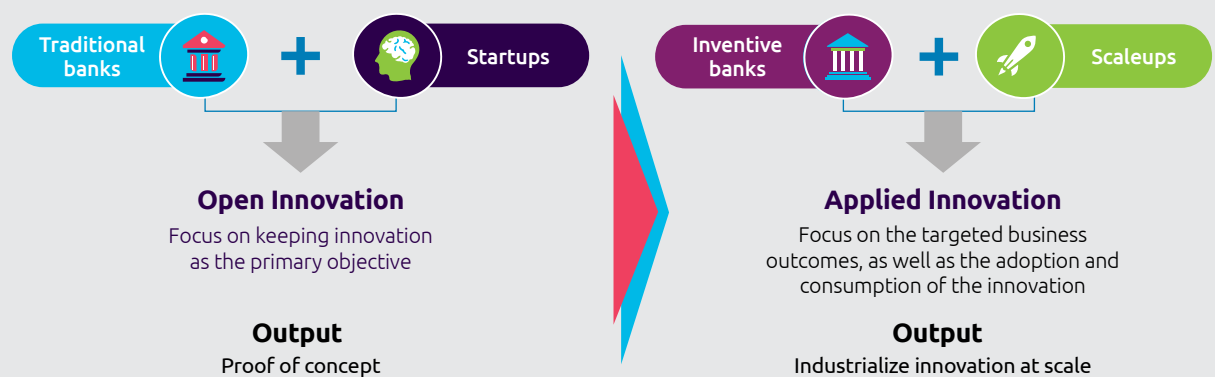 Traditional
banks
Startups
Open Innovation
Focus on keeping innovation
as the primary objective
Output
Proof of concept
Inventive
banks
Scaleups
Applied Innovation
Focus on the targeted business
outcomes, as well as the adoption and
consumption of the innovation
Output
Industrialize innovation at scale